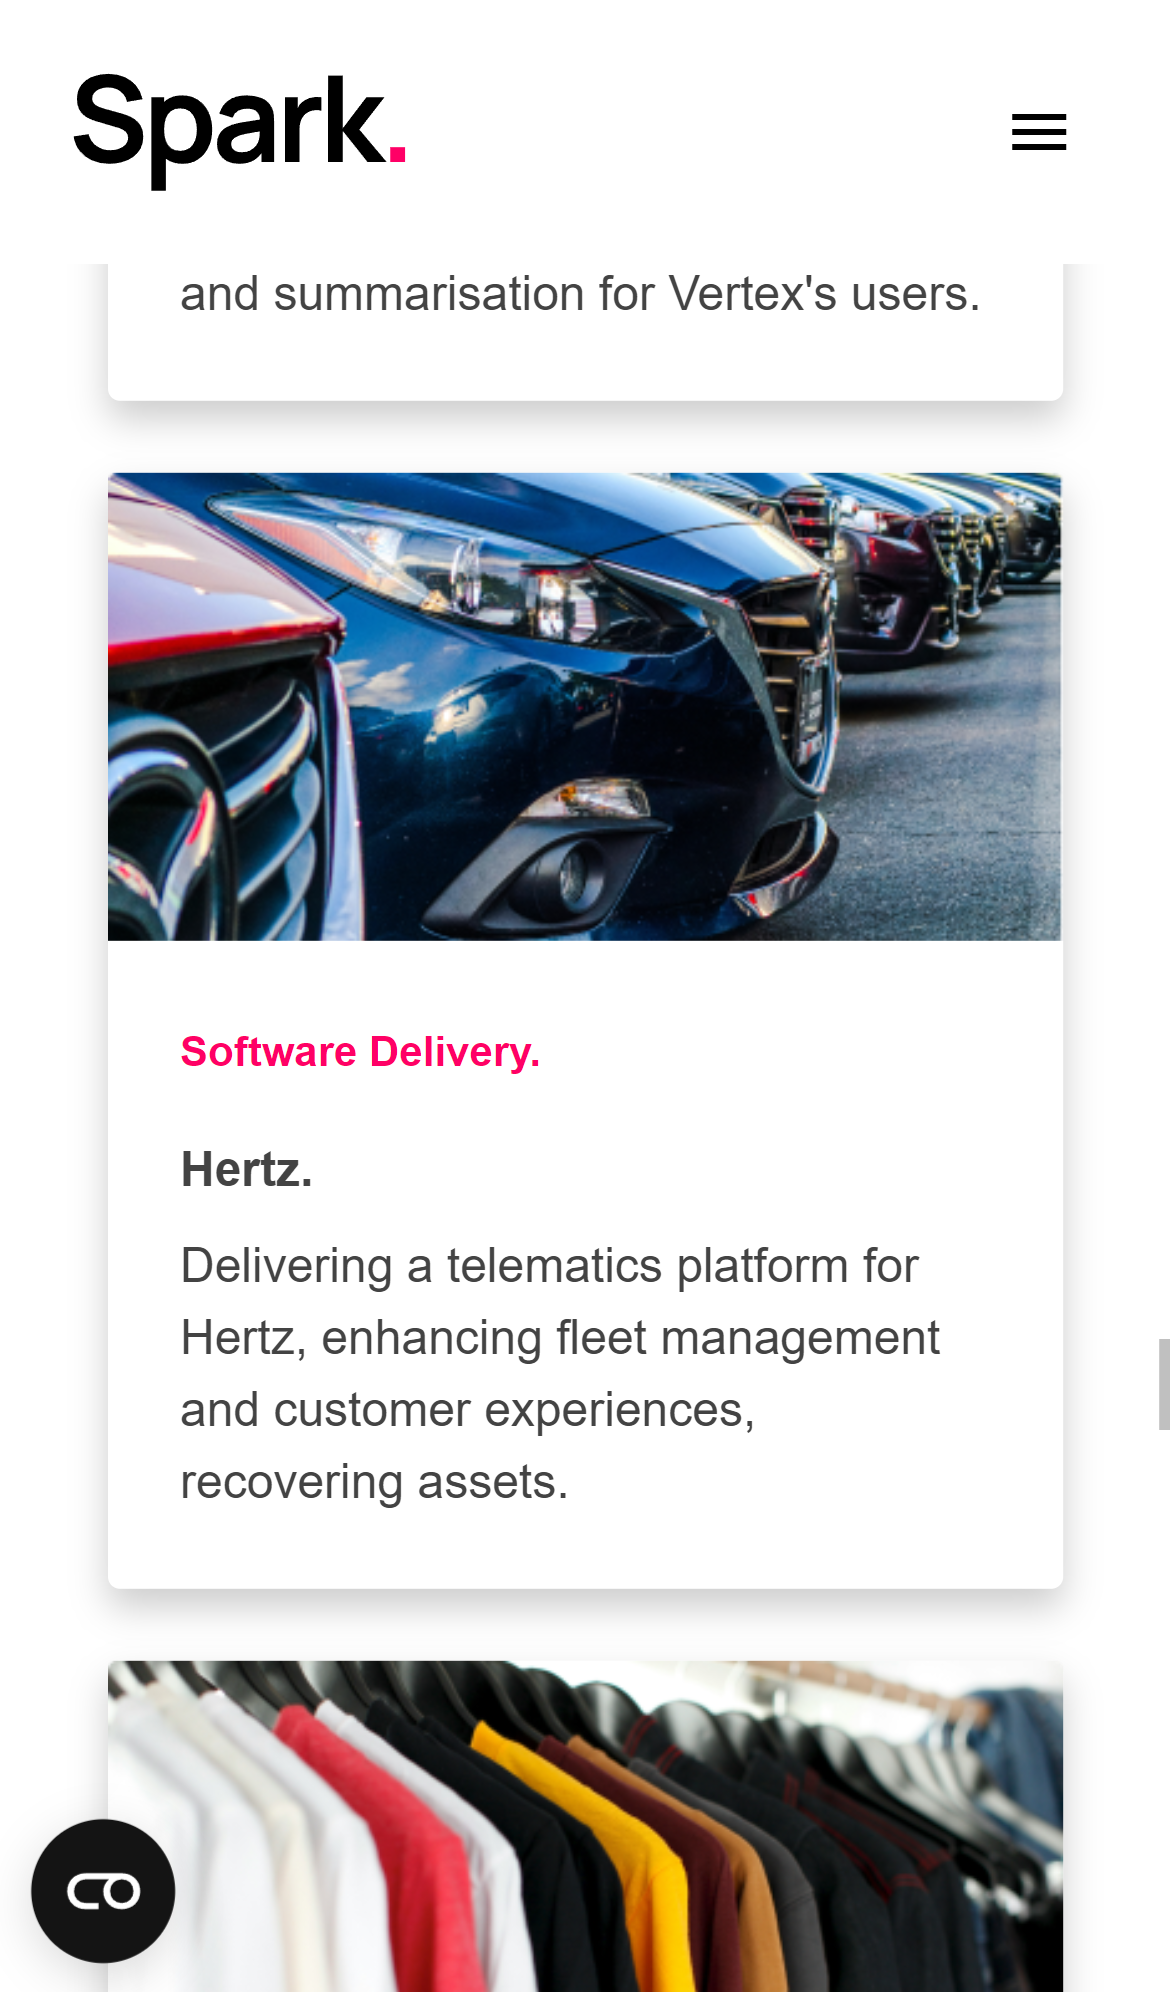 Spark.
and summarisation for Vertex's users.
Software Delivery.
Hertz.
Delivering a telematics platform for
Hertz, enhancing fleet management
and customer experiences,
recovering assets.